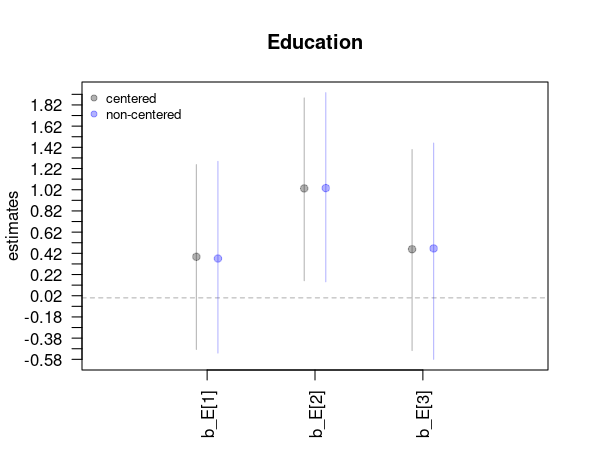 Education
centered
non-centered
estimates
1.82
1.62
1.42
1.22
1.02
0.82
0.62
0.42
0.22
0.02
-0.18
-0.38
-0.58
b_E[1]
b_E[2]
b_E[3]